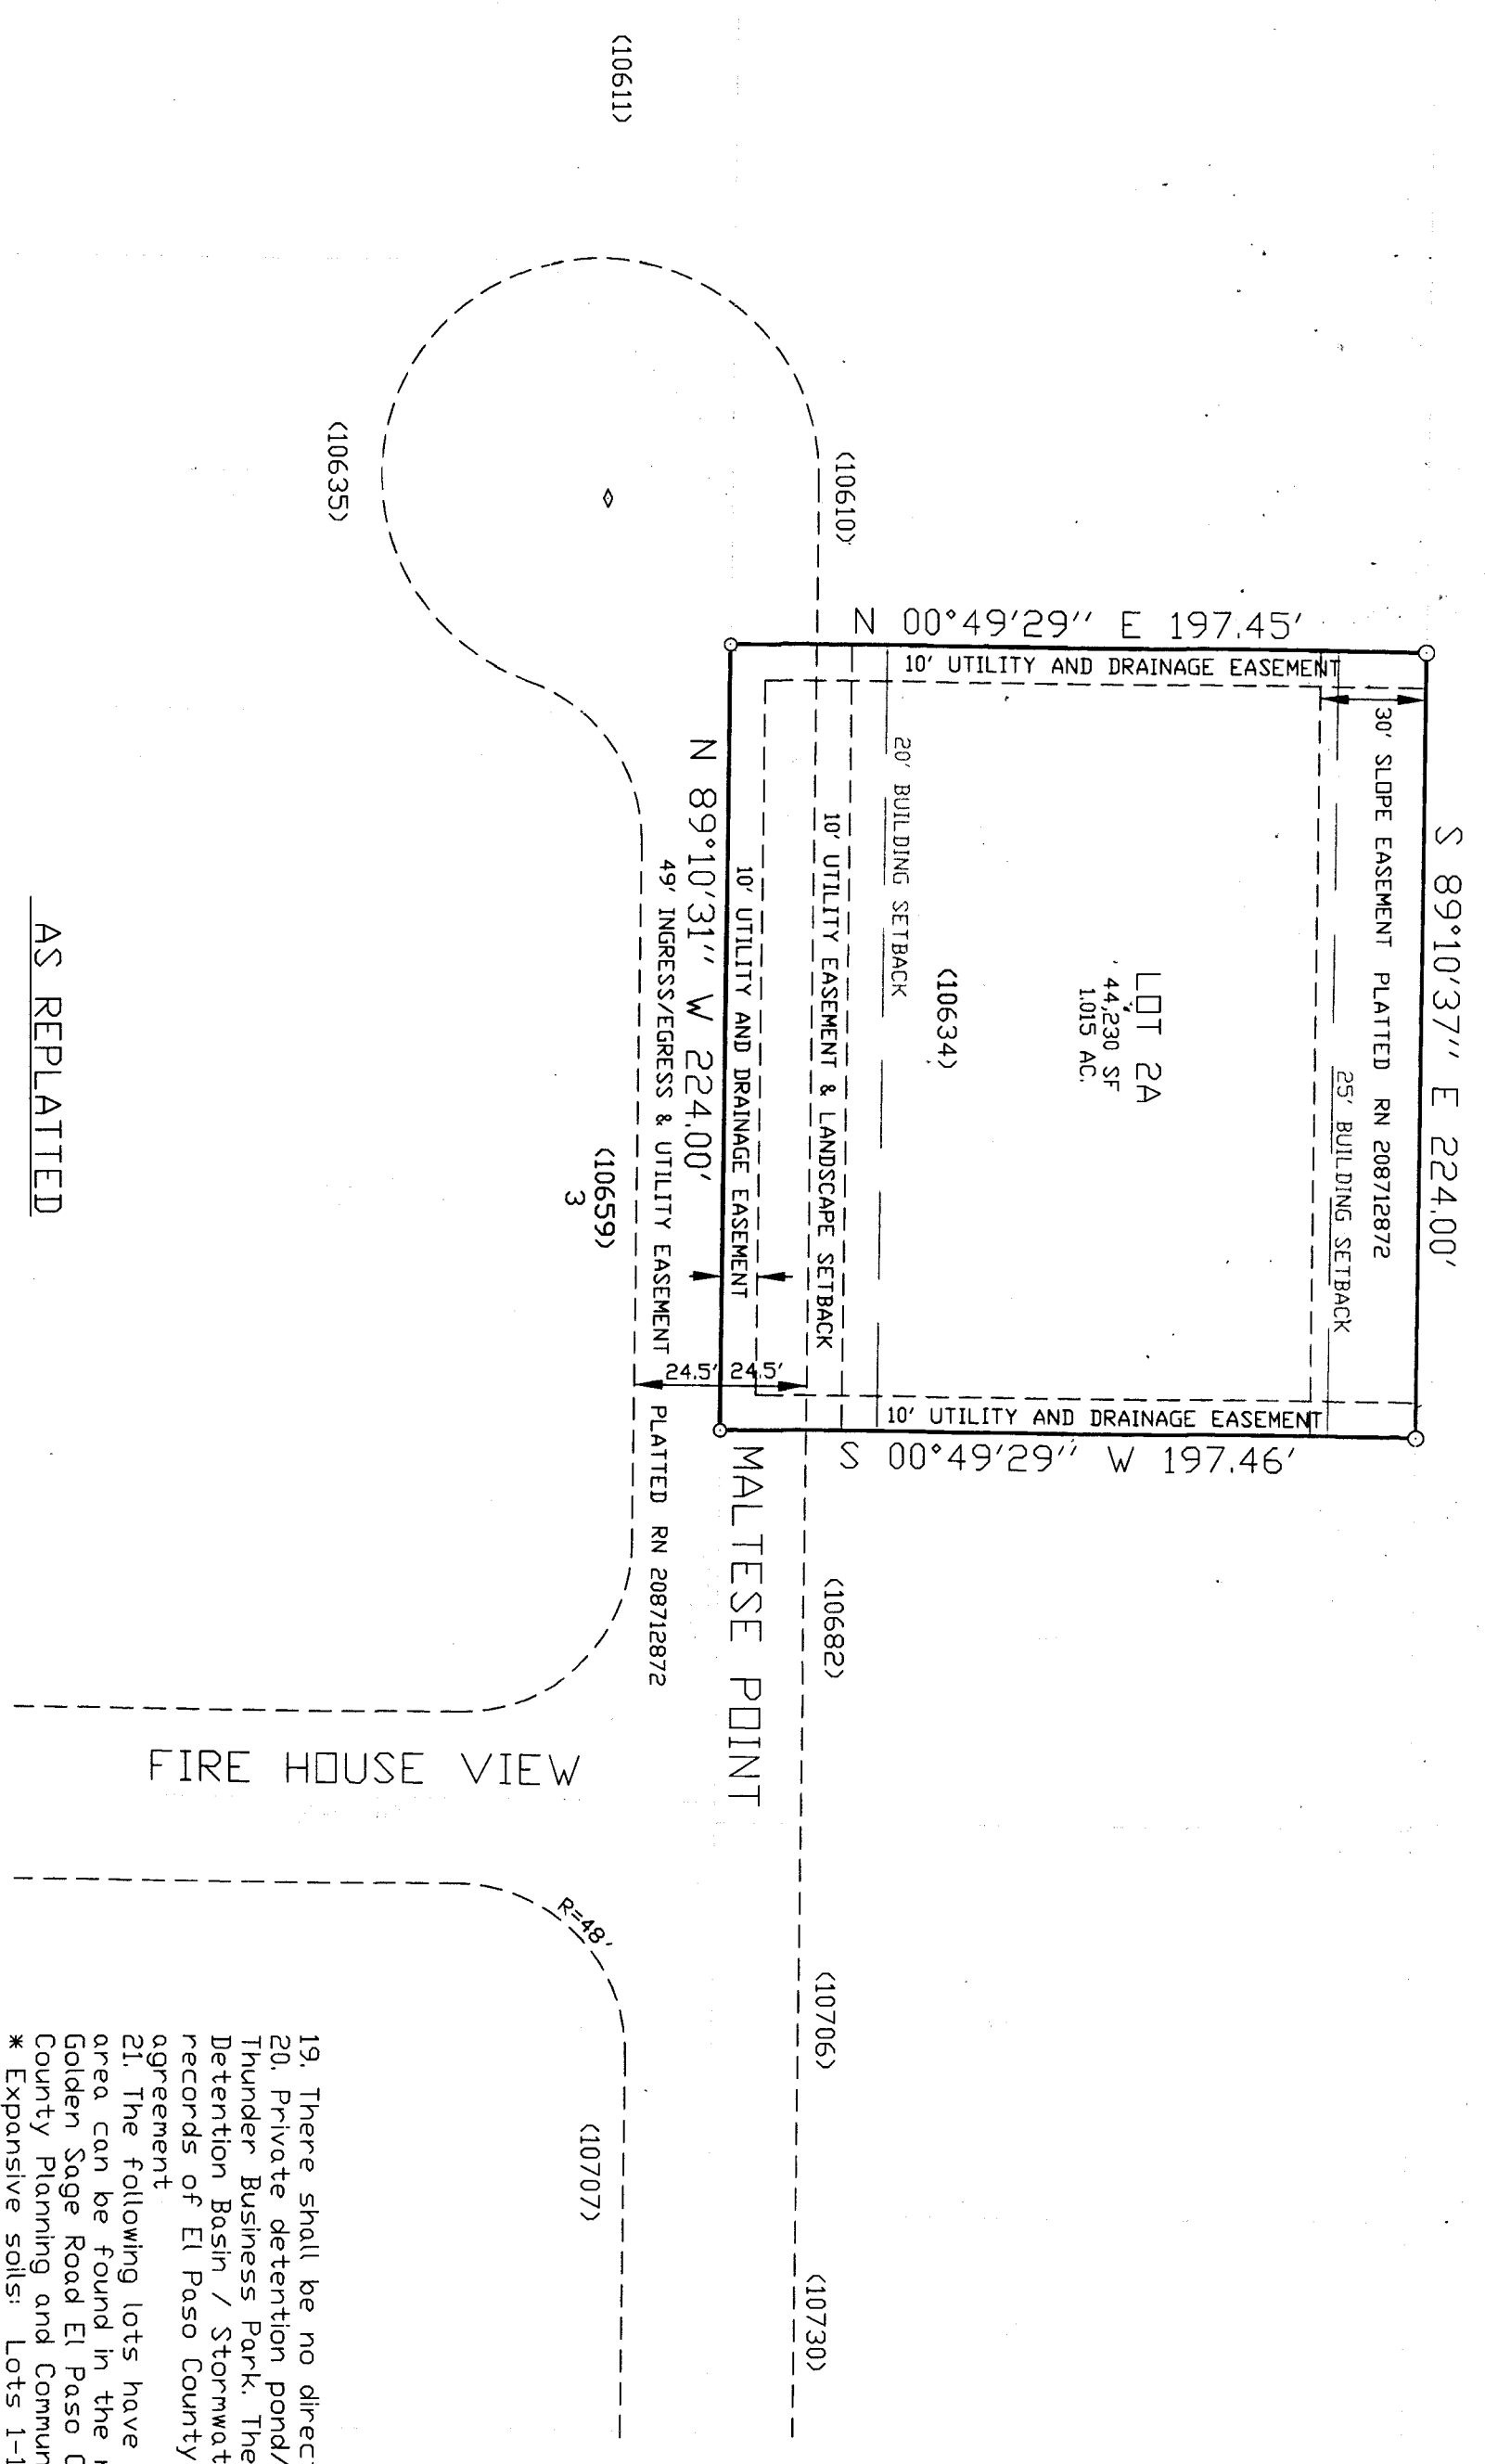 S 89°10'37'' E 224.00'
30' SLOPE EASEMENT PLATTED RN 208712872
25' BUILDING SETBACK
N 00°49'29'' E 197.45'
10' UTILITY AND DRAINAGE EASEMENT
LOT 2A
44,230 SF
1.015 AC.
(10634)
20' BUILDING SETBACK
10' UTILITY EASEMENT & LANDSCAPE SETBACK
10' UTILITY AND DRAINAGE EASEMENT
S 00°49'29'' W 197.46'
10' UTILITY AND DRAINAGE EASEMENT
N 89°10'31'' W 224.00'
49' INGRESS/EGRESS & UTILITY EASEMENT PLATTED RN 208712872
24.5' 24.5'
MALTESE POINT
(10611)
(10610)
(10635)
(10659)
3
(10682)
(10706)
(10730)
(10707)
R=48'
FIRE HOUSE VIEW
AS REPLATTED
19. There shall be no direc
20. Private detention pond/
Thunder Business Park. The
Detention Basin / Stormwat
records of El Paso County
agreement
21. The following lots have
area can be found in the
Golden Sage Road El Paso
County Planning and Commun
* Expansive soils: Lots 1-1